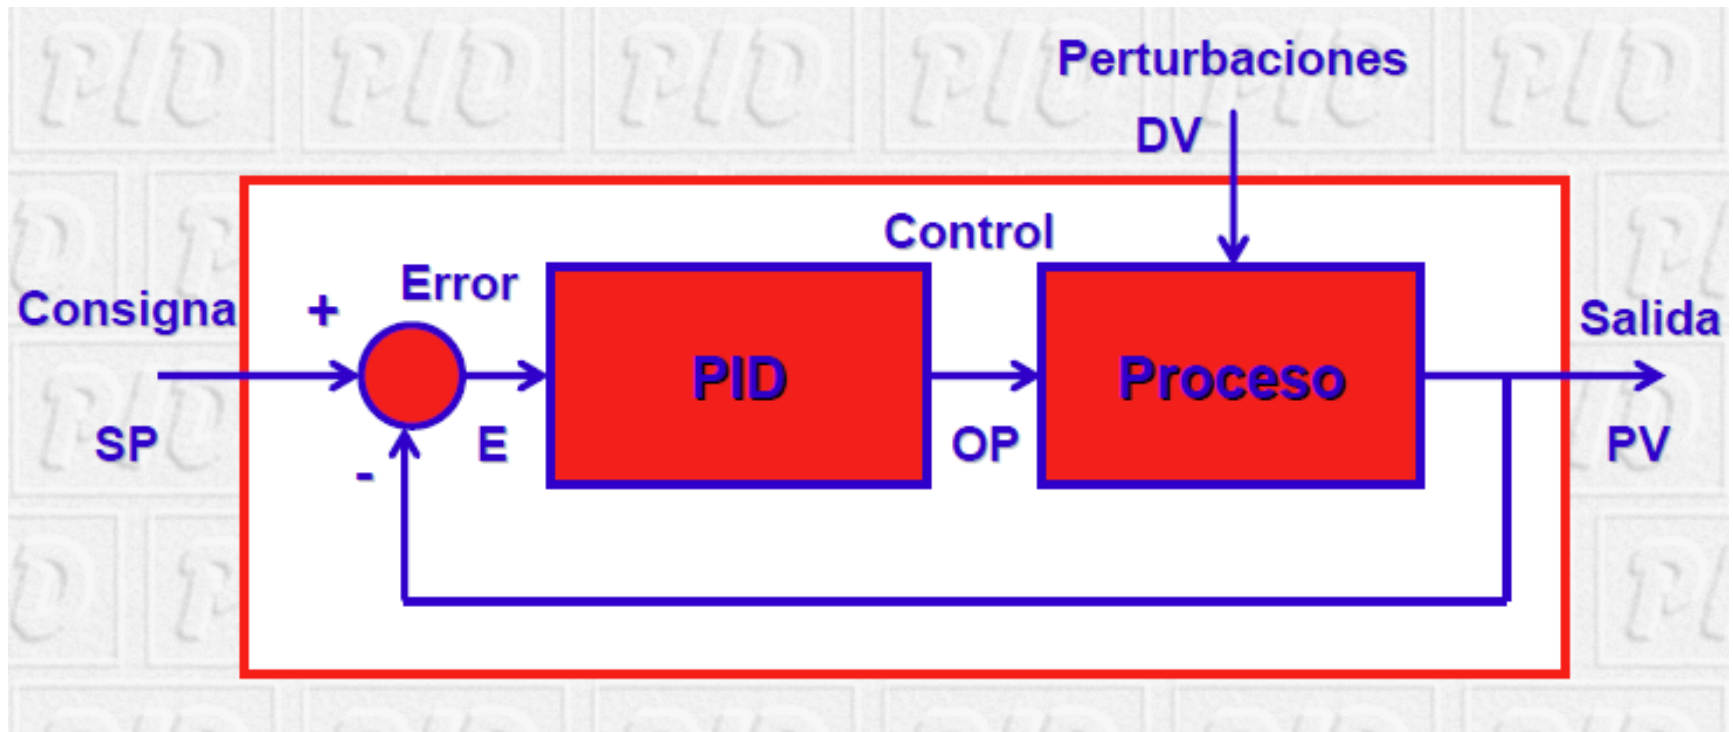 Perturbaciones
DV
Control
Error
Consigna
+
Salida
PID
Proceso
SP
-
E
OP
PV